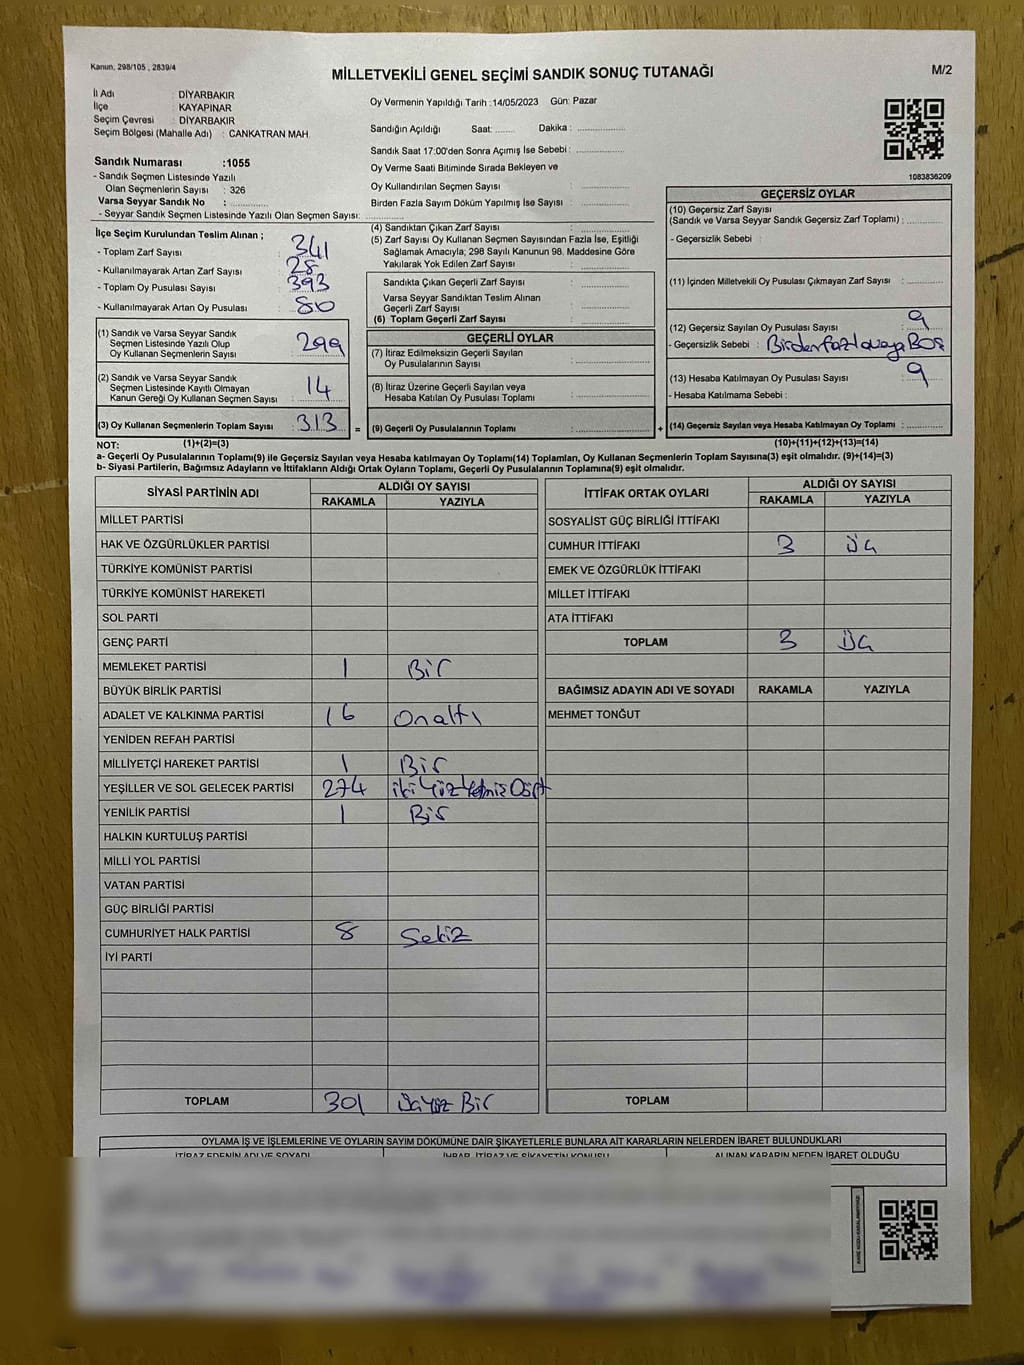 Kanun, 298/105 , 2839/4
MİLLETVEKİLİ GENEL SEÇİMİ SANDIK SONUÇ TUTANAĞI
M/2
İl Adı : DİYARBAKIR
İlçe : KAYAPINAR
Seçim Çevresi : DİYARBAKIR
Seçim Bölgesi (Mahalle Adı) : CANKATRAN MAH.
Sandık Numarası :1055
- Sandık Seçmen Listesinde Yazılı
Olan Seçmenlerin Sayısı : 326
Varsa Seyyar Sandık No :
- Seyyar Sandık Seçmen Listesinde Yazılı Olan Seçmen Sayısı:
Oy Vermenin Yapıldığı Tarih :14/05/2023 Gün: Pazar
Sandığın Açıldığı Saat: Dakika :
Sandık Saat 17:00'den Sonra Açımış İse Sebebi :
Oy Verme Saati Bitiminde Sırada Bekleyen ve
Oy Kullandırılan Seçmen Sayısı :
Birden Fazla Sayım Döküm Yapılmış İse Sayısı :
1083836209
İlçe Seçim Kurulundan Teslim Alınan ;
- Toplam Zarf Sayısı : 341
- Kullanılmayarak Artan Zarf Sayısı : 28
- Toplam Oy Pusulası Sayısı : 393
- Kullanılmayarak Artan Oy Pusulası : 80
(1) Sandık ve Varsa Seyyar Sandık
Seçmen Listesinde Yazılı Olup
Oy Kullanan Seçmenlerin Sayısı : 299
(2) Sandık ve Varsa Seyyar Sandık
Seçmen Listesinde Kayıtlı Olmayan
Kanun Gereği Oy Kullanan Seçmen Sayısı : 14
(3) Oy Kullanan Seçmenlerin Toplam Sayısı : 313 =
(4) Sandıktan Çıkan Zarf Sayısı :
(5) Zarf Sayısı Oy Kullanan Seçmen Sayısından Fazla İse, Eşitliği
Sağlamak Amacıyla; 298 Sayılı Kanunun 98. Maddesine Göre
Yakılarak Yok Edilen Zarf Sayısı :
Sandıkta Çıkan Geçerli Zarf Sayısı :
Varsa Seyyar Sandıktan Teslim Alınan
Geçerli Zarf Sayısı :
(6) Toplam Geçerli Zarf Sayısı :
GEÇERLİ OYLAR
(7) İtiraz Edilmeksizin Geçerli Sayılan
Oy Pusulalarının Sayısı :
(8) İtiraz Üzerine Geçerli Sayılan veya
Hesaba Katılan Oy Pusulası Toplamı :
(9) Geçerli Oy Pusulalarının Toplamı : +
GEÇERSİZ OYLAR
(10) Geçersiz Zarf Sayısı
(Sandık ve Varsa Seyyar Sandık Geçersiz Zarf Toplamı) :
- Geçersizlik Sebebi :
(11) İçinden Milletvekili Oy Pusulası Çıkmayan Zarf Sayısı :
(12) Geçersiz Sayılan Oy Pusulası Sayısı : 9
- Geçersizlik Sebebi : Birden fazla veya Boş
(13) Hesaba Katılmayan Oy Pusulası Sayısı : 9
- Hesaba Katılmama Sebebi :
(14) Geçersiz Sayılan veya Hesaba Katılmayan Oy Toplamı :
NOT: (1)+(2)=(3) (10)+(11)+(12)+(13)=(14)
a- Geçerli Oy Pusulalarının Toplamı(9) ile Geçersiz Sayılan veya Hesaba katılmayan Oy Toplamı(14) Toplamları, Oy Kullanan Seçmenlerin Toplam Sayısına(3) eşit olmalıdır. (9)+(14)=(3)
b- Siyasi Partilerin, Bağımsız Adayların ve İttifakların Aldığı Ortak Oyların Toplamı, Geçerli Oy Pusulalarının Toplamına(9) eşit olmalıdır.
SİYASİ PARTİNİN ADI
ALDIĞI OY SAYISI
RAKAMLA YAZIYLA
MİLLET PARTİSİ
HAK VE ÖZGÜRLÜKLER PARTİSİ
TÜRKİYE KOMÜNİST PARTİSİ
TÜRKİYE KOMÜNİST HAREKETİ
SOL PARTİ
GENÇ PARTİ
MEMLEKET PARTİSİ 1 Bir
BÜYÜK BİRLİK PARTİSİ
ADALET VE KALKINMA PARTİSİ 16 Onaltı
YENİDEN REFAH PARTİSİ
MİLLİYETÇİ HAREKET PARTİSİ 1 Bir
YEŞİLLER VE SOL GELECEK PARTİSİ 274 iki Yüz Yetmiş Dört
YENİLİK PARTİSİ 1 Bir
HALKIN KURTULUŞ PARTİSİ
MİLLİ YOL PARTİSİ
VATAN PARTİSİ
GÜÇ BİRLİĞİ PARTİSİ
CUMHURİYET HALK PARTİSİ 8 Sekiz
İYİ PARTİ
TOPLAM 301 Üçyüz Bir
İTTİFAK ORTAK OYLARI
ALDIĞI OY SAYISI
RAKAMLA YAZIYLA
SOSYALİST GÜÇ BİRLİĞİ İTTİFAKI
CUMHUR İTTİFAKI 3 Üç
EMEK VE ÖZGÜRLÜK İTTİFAKI
MİLLET İTTİFAKI
ATA İTTİFAKI
TOPLAM 3 Üç
BAĞIMSIZ ADAYIN ADI VE SOYADI RAKAMLA YAZIYLA
MEHMET TONĞUT
TOPLAM
OYLAMA İŞ VE İŞLEMLERİNE VE OYLARIN SAYIM DÖKÜMÜNE DAİR ŞİKAYETLERLE BUNLARA AİT KARARLARIN NELERDEN İBARET BULUNDUKLARI
İTİRAZ EDENİN ADI VE SOYADI İHBAR, İTİRAZ VE ŞİKAYETİN KONUSU ALINAN KARARIN NEDEN İBARET OLDUĞU